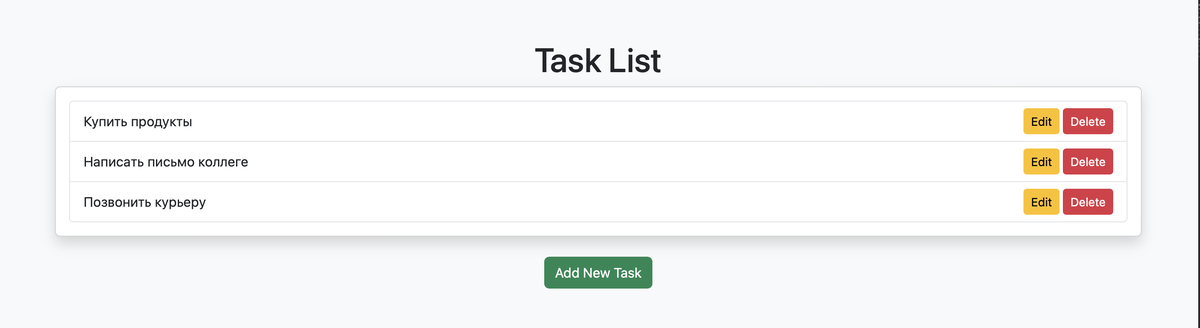 Task List
Купить продукты Edit Delete
Написать письмо коллеге Edit Delete
Позвонить курьеру Edit Delete
Add New Task